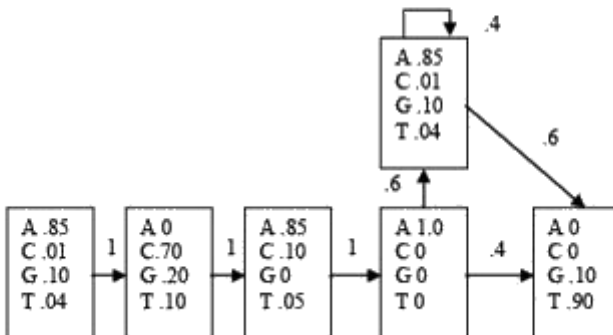 .4
A .85
C .01
G .10
T .04
.6
.6
A .85
C .01
G .10
T .04
1
A 0
C.70
G .20
T .10
1
A .85
C .10
G 0
T .05
1
A 1.0
C 0
G 0
T 0
.4
A 0
C 0
G .10
T .90